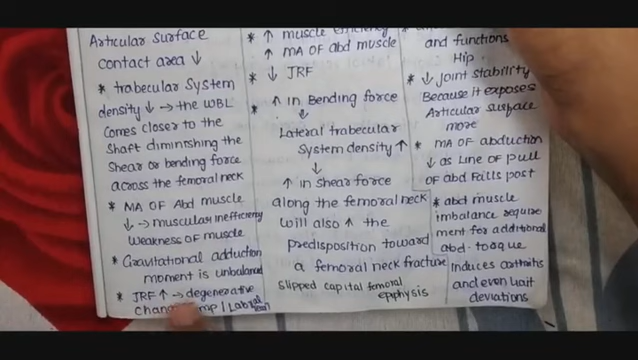 Articular surface
contact area ↓
* trabecular System
density ↓ → the WBL
Comes closer to the
Shaft diminishing the
Shear or bending force
across the femoral neck
* MA OF Abd muscle
↓ → muscular inefficiency
Weakness OF muscle
* Gravitational adduction
moment is unbalanced
* JRF ↑ → degenerative
* ↑ muscle efficiency
↑ MA OF abd muscle
* ↓ JRF
* ↑ in Bending force
↓
Lateral trabecular
System density ↑
↓
↑ in shear force
along the femoral neck
will also ↑ the
predisposition toward
a femoral neck fracture
slipped capital femoral
epiphysis
and functions
Hip
* ↓ Joint stability
Because it exposes
Articular surface
more
* MA OF abduction
↓ as Line of pull
OF abd Falls post
* abd muscle
imbalance require
ment for additional
abd-toaque
Induces
and even
deviations